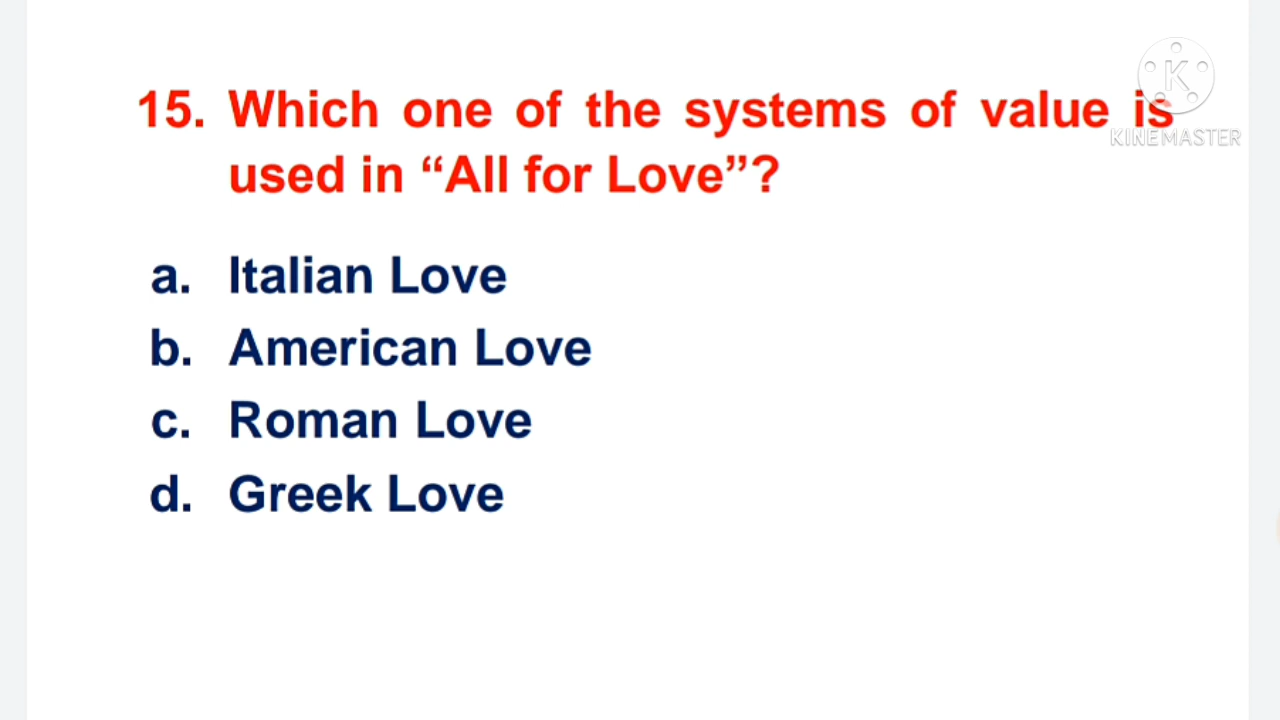 15. Which one of the systems of value is
used in “All for Love”?
a. Italian Love
b. American Love
c. Roman Love
d. Greek Love
K
KINEMASTER